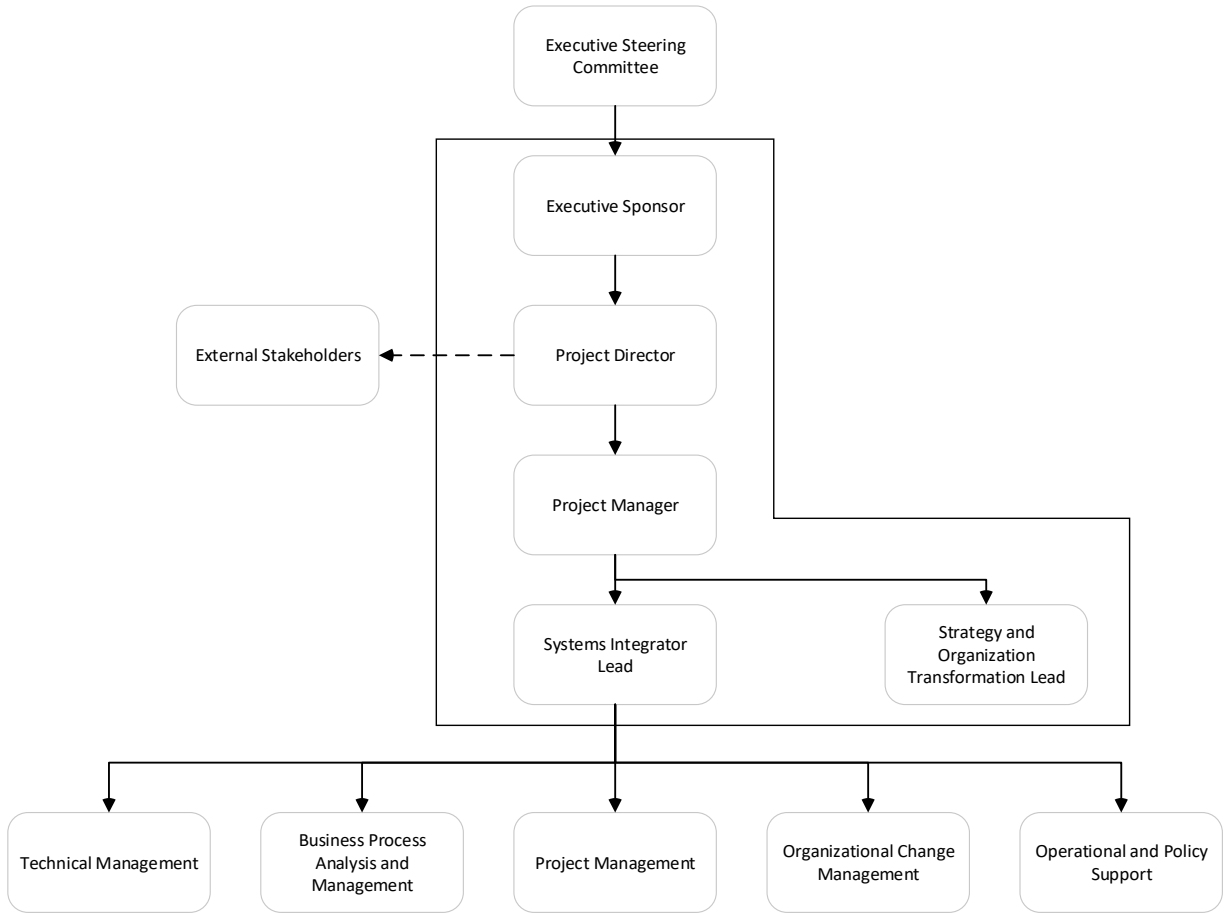 Executive Steering
Committee
Executive Sponsor
External Stakeholders
Project Director
Project Manager
Systems Integrator
Lead
Strategy and
Organization
Transformation Lead
Technical Management
Business Process
Analysis and
Management
Project Management
Organizational Change
Management
Operational and Policy
Support